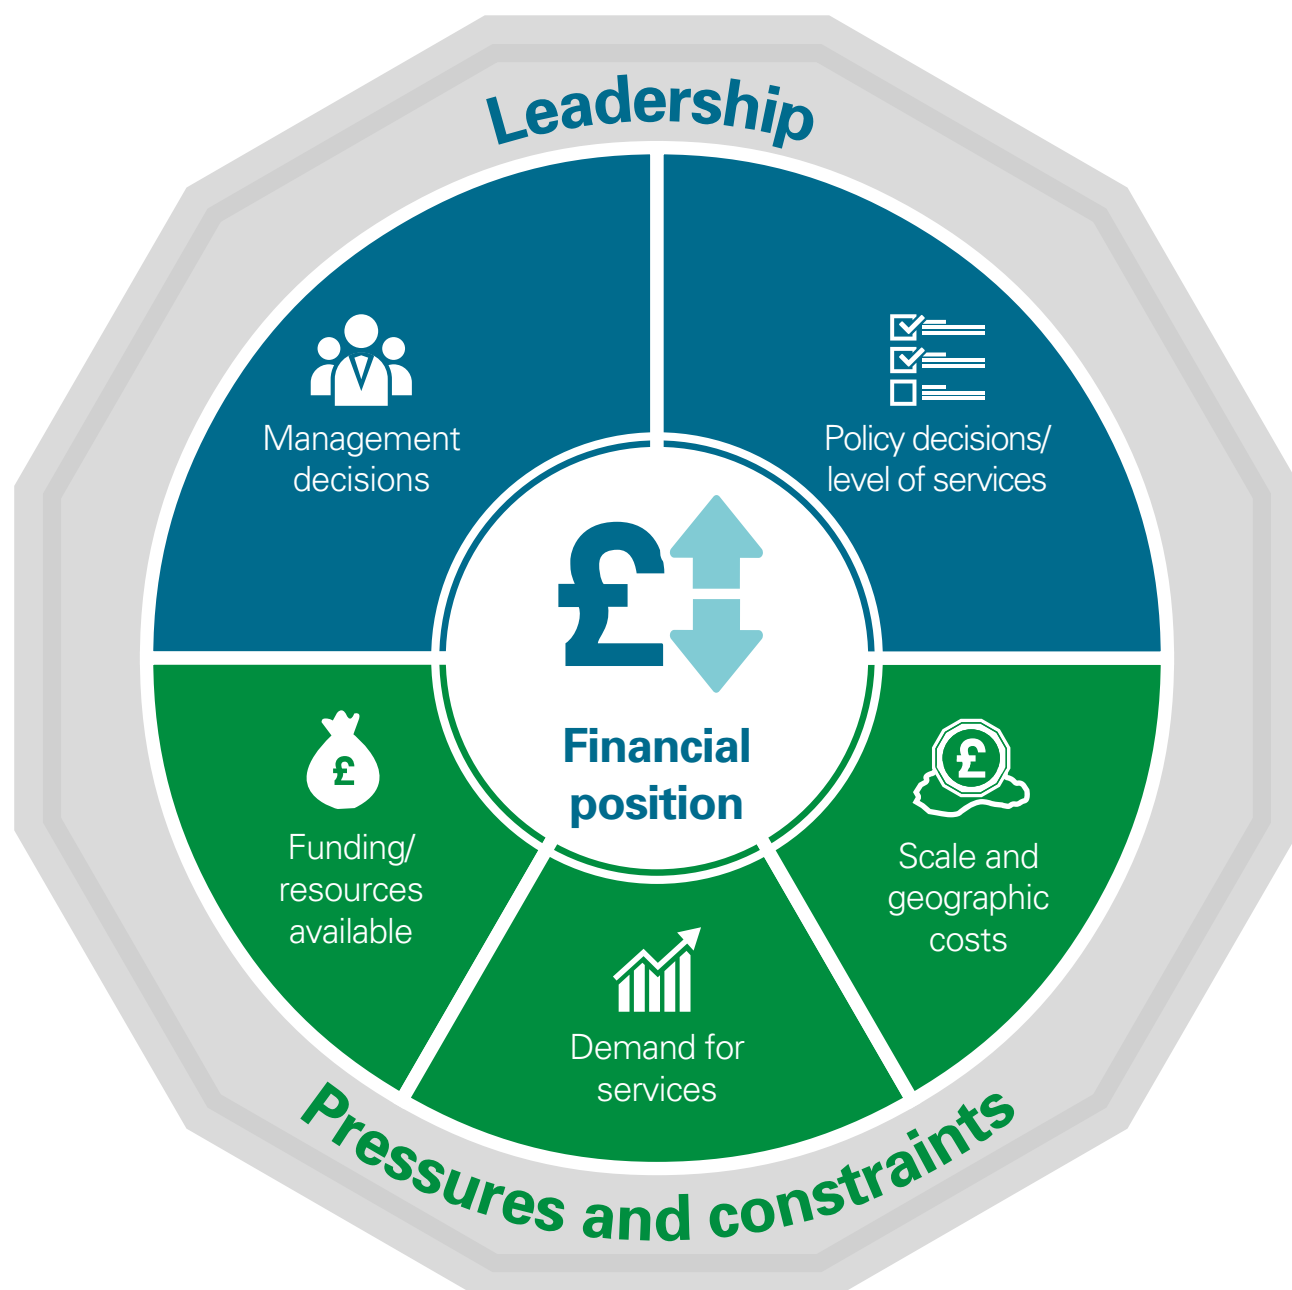 Leadership
Management
decisions
Policy decisions/
level of services
£
Financial
position
£
Funding/
resources
available
£
Scale and
geographic
costs
Demand for
services
Pressures and constraints